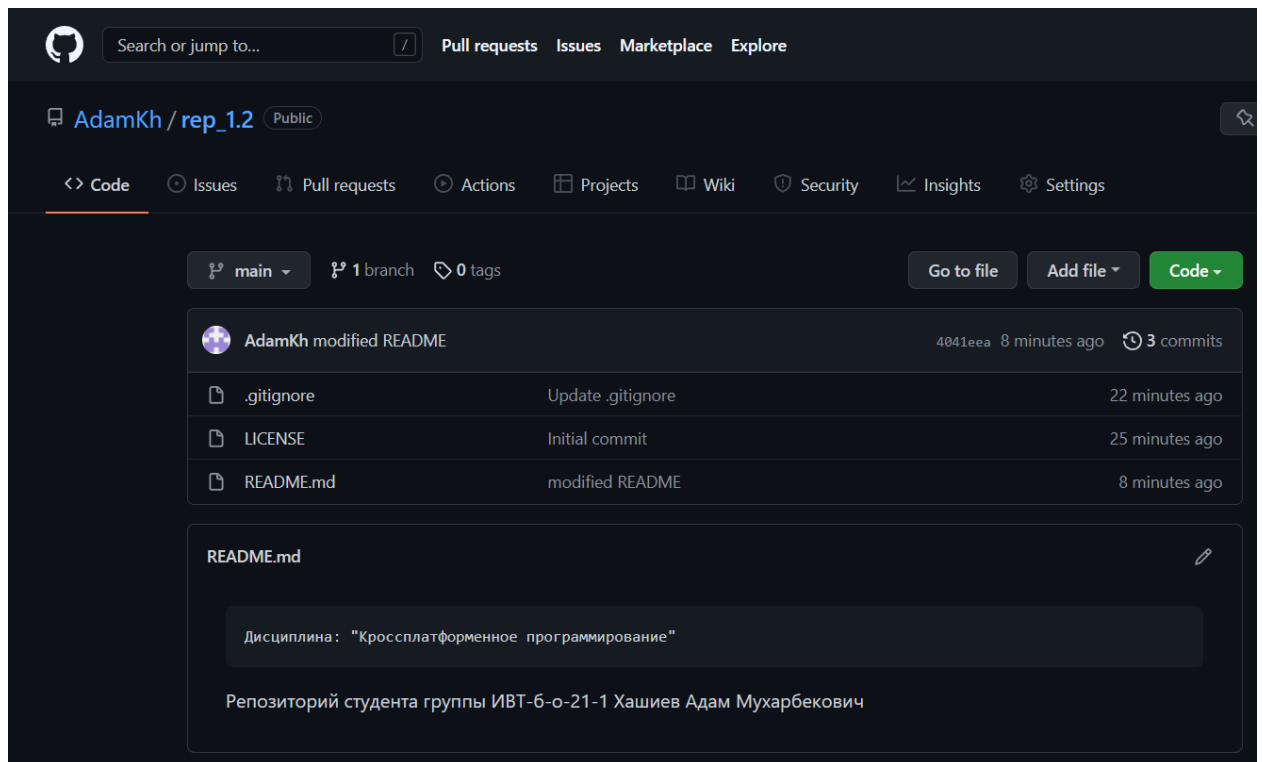 Search or jump to... / Pull requests Issues Marketplace Explore
AdamKh / rep_1.2 Public
Code Issues Pull requests Actions Projects Wiki Security Insights Settings
main 1 branch 0 tags Go to file Add file Code
AdamKh modified README 4041eea 8 minutes ago 3 commits
.gitignore Update .gitignore 22 minutes ago
LICENSE Initial commit 25 minutes ago
README.md modified README 8 minutes ago
README.md
Дисциплина: "Кроссплатформенное программирование"
Репозиторий студента группы ИВТ-б-о-21-1 Хашиев Адам Мухарбекович